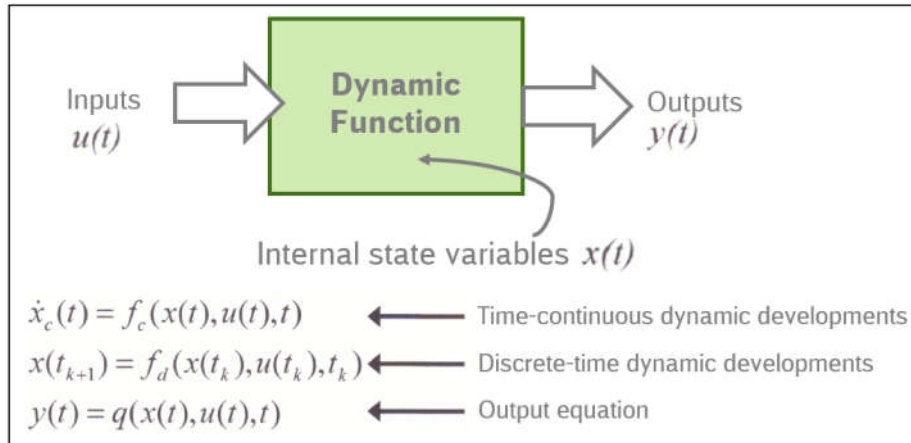 Inputs
u(t)
Dynamic
Function
Outputs
y(t)
Internal state variables x(t)
ẋ_c(t) = f_c(x(t),u(t),t)
Time-continuous dynamic developments
x(t_{k+1}) = f_d(x(t_k),u(t_k),t_k)
Discrete-time dynamic developments
y(t) = q(x(t),u(t),t)
Output equation